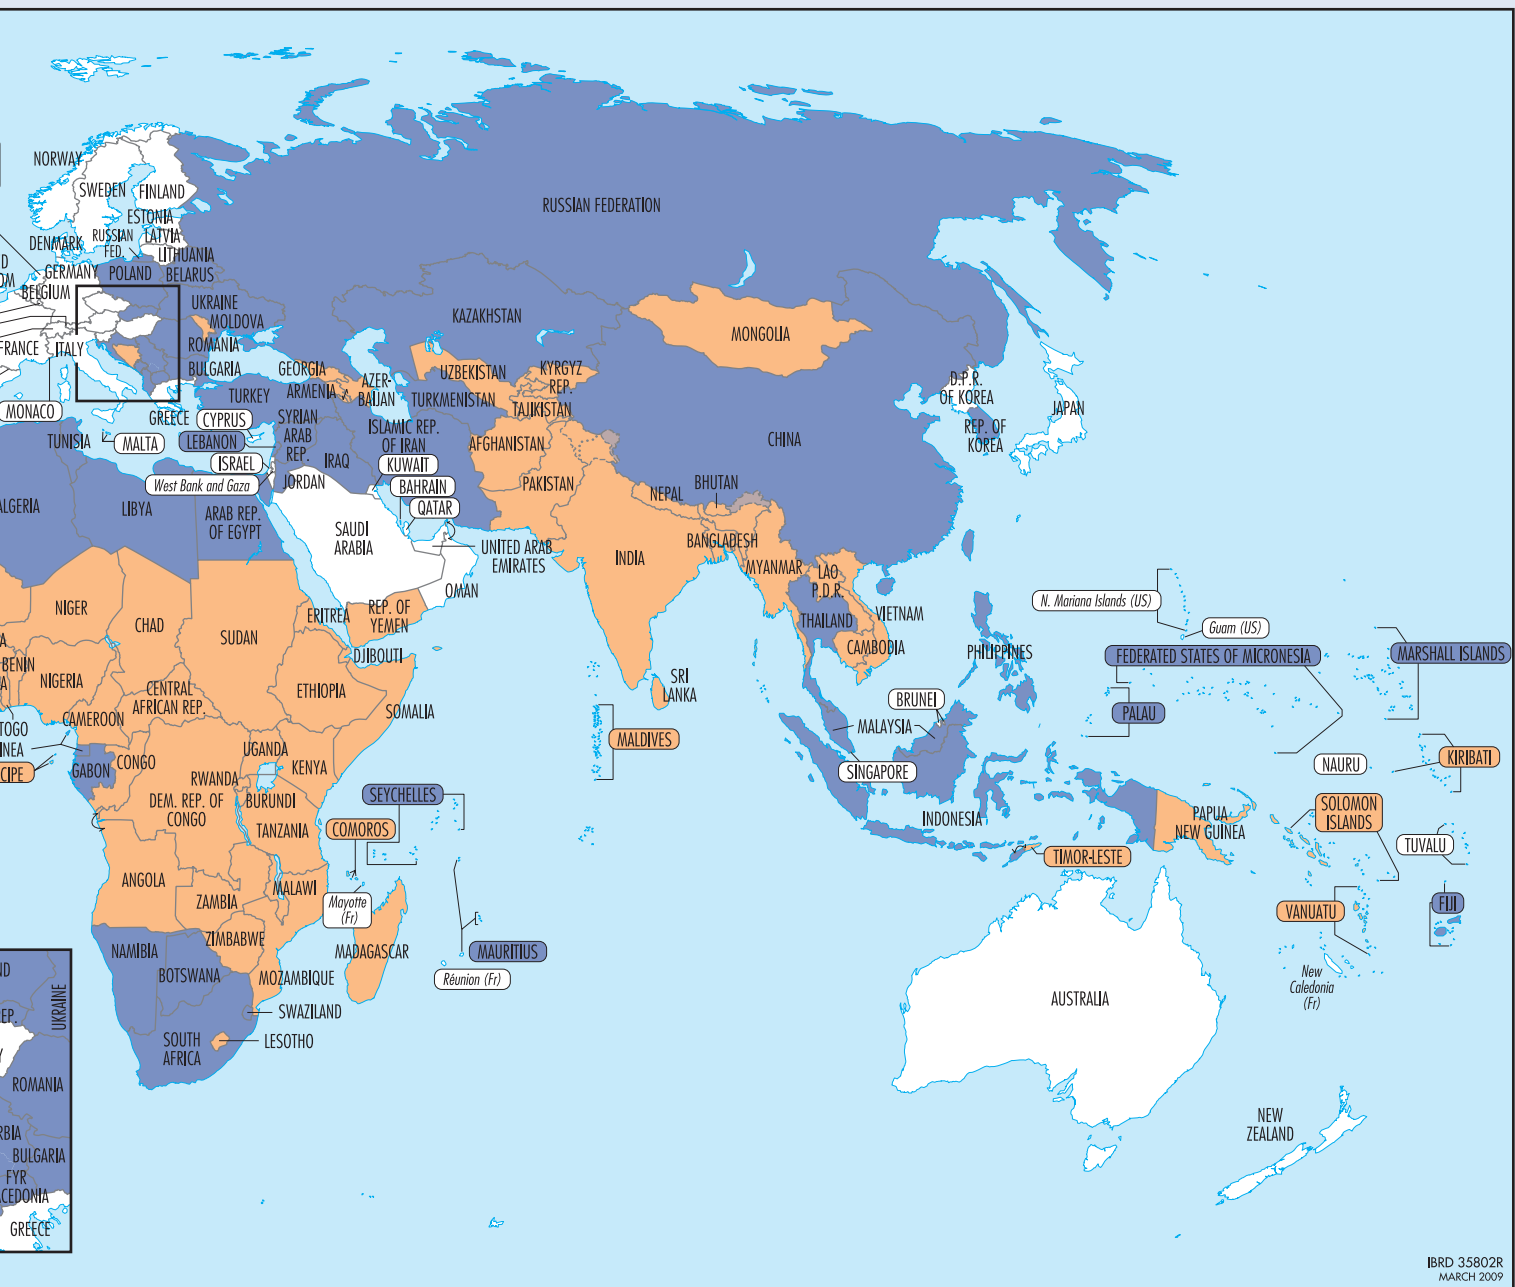 NORWAY
SWEDEN
FINLAND
ESTONIA
RUSSIAN
FED.
LATVIA
DENMARK
LITHUANIA
D
OM
GERMANY
POLAND
BELARUS
BELGIUM
UKRAINE
MOLDOVA
FRANCE
ITALY
ROMANIA
BULGARIA
MONACO
GREECE
RUSSIAN FEDERATION
KAZAKHSTAN
MONGOLIA
GEORGIA
ARMENIA
AZER-
BAIJAN
UZBEKISTAN
KYRGYZ
REP.
TURKMENISTAN
TAJIKISTAN
TURKEY
CYPRUS
SYRIAN
ARAB
REP.
LEBANON
ISLAMIC REP.
OF IRAN
AFGHANISTAN
CHINA
D.P.R.
OF KOREA
REP. OF
KOREA
JAPAN
TUNISIA
MALTA
ISRAEL
IRAQ
KUWAIT
West Bank and Gaza
JORDAN
BAHRAIN
QATAR
PAKISTAN
NEPAL
BHUTAN
ALGERIA
LIBYA
ARAB REP.
OF EGYPT
SAUDI
ARABIA
UNITED ARAB
EMIRATES
OMAN
INDIA
BANGLADESH
MYANMAR
LAO
P.D.R.
THAILAND
VIETNAM
CAMBODIA
PHILIPPINES
N. Mariana Islands (US)
Guam (US)
FEDERATED STATES OF MICRONESIA
MARSHALL ISLANDS
PALAU
NIGER
CHAD
SUDAN
ERITREA
REP. OF
YEMEN
DJIBOUTI
A
BENIN
A
NIGERIA
CENTRAL
AFRICAN REP.
ETHIOPIA
SOMALIA
SRI
LANKA
MALDIVES
BRUNEI
MALAYSIA
SINGAPORE
INDONESIA
NAURU
KIRIBATI
TOGO
CAMEROON
NEA
CIPE
GABON
CONGO
UGANDA
KENYA
RWANDA
DEM. REP. OF
CONGO
BURUNDI
TANZANIA
SEYCHELLES
COMOROS
PAPUA
NEW GUINEA
SOLOMON
ISLANDS
TUVALU
TIMOR-LESTE
ANGOLA
ZAMBIA
MALAWI
Mayotte
(Fr)
VANUATU
FIJI
NAMIBIA
ZIMBABWE
BOTSWANA
MOZAMBIQUE
MADAGASCAR
MAURITIUS
Réunion (Fr)
New
Caledonia
(Fr)
AUSTRALIA
SWAZILAND
SOUTH
AFRICA
LESOTHO
NEW
ZEALAND
ND
EP.
UKRAINE
Y
ROMANIA
RBIA
BULGARIA
FYR
ACEDONIA
GREECE
IBRD 35802R
MARCH 2009